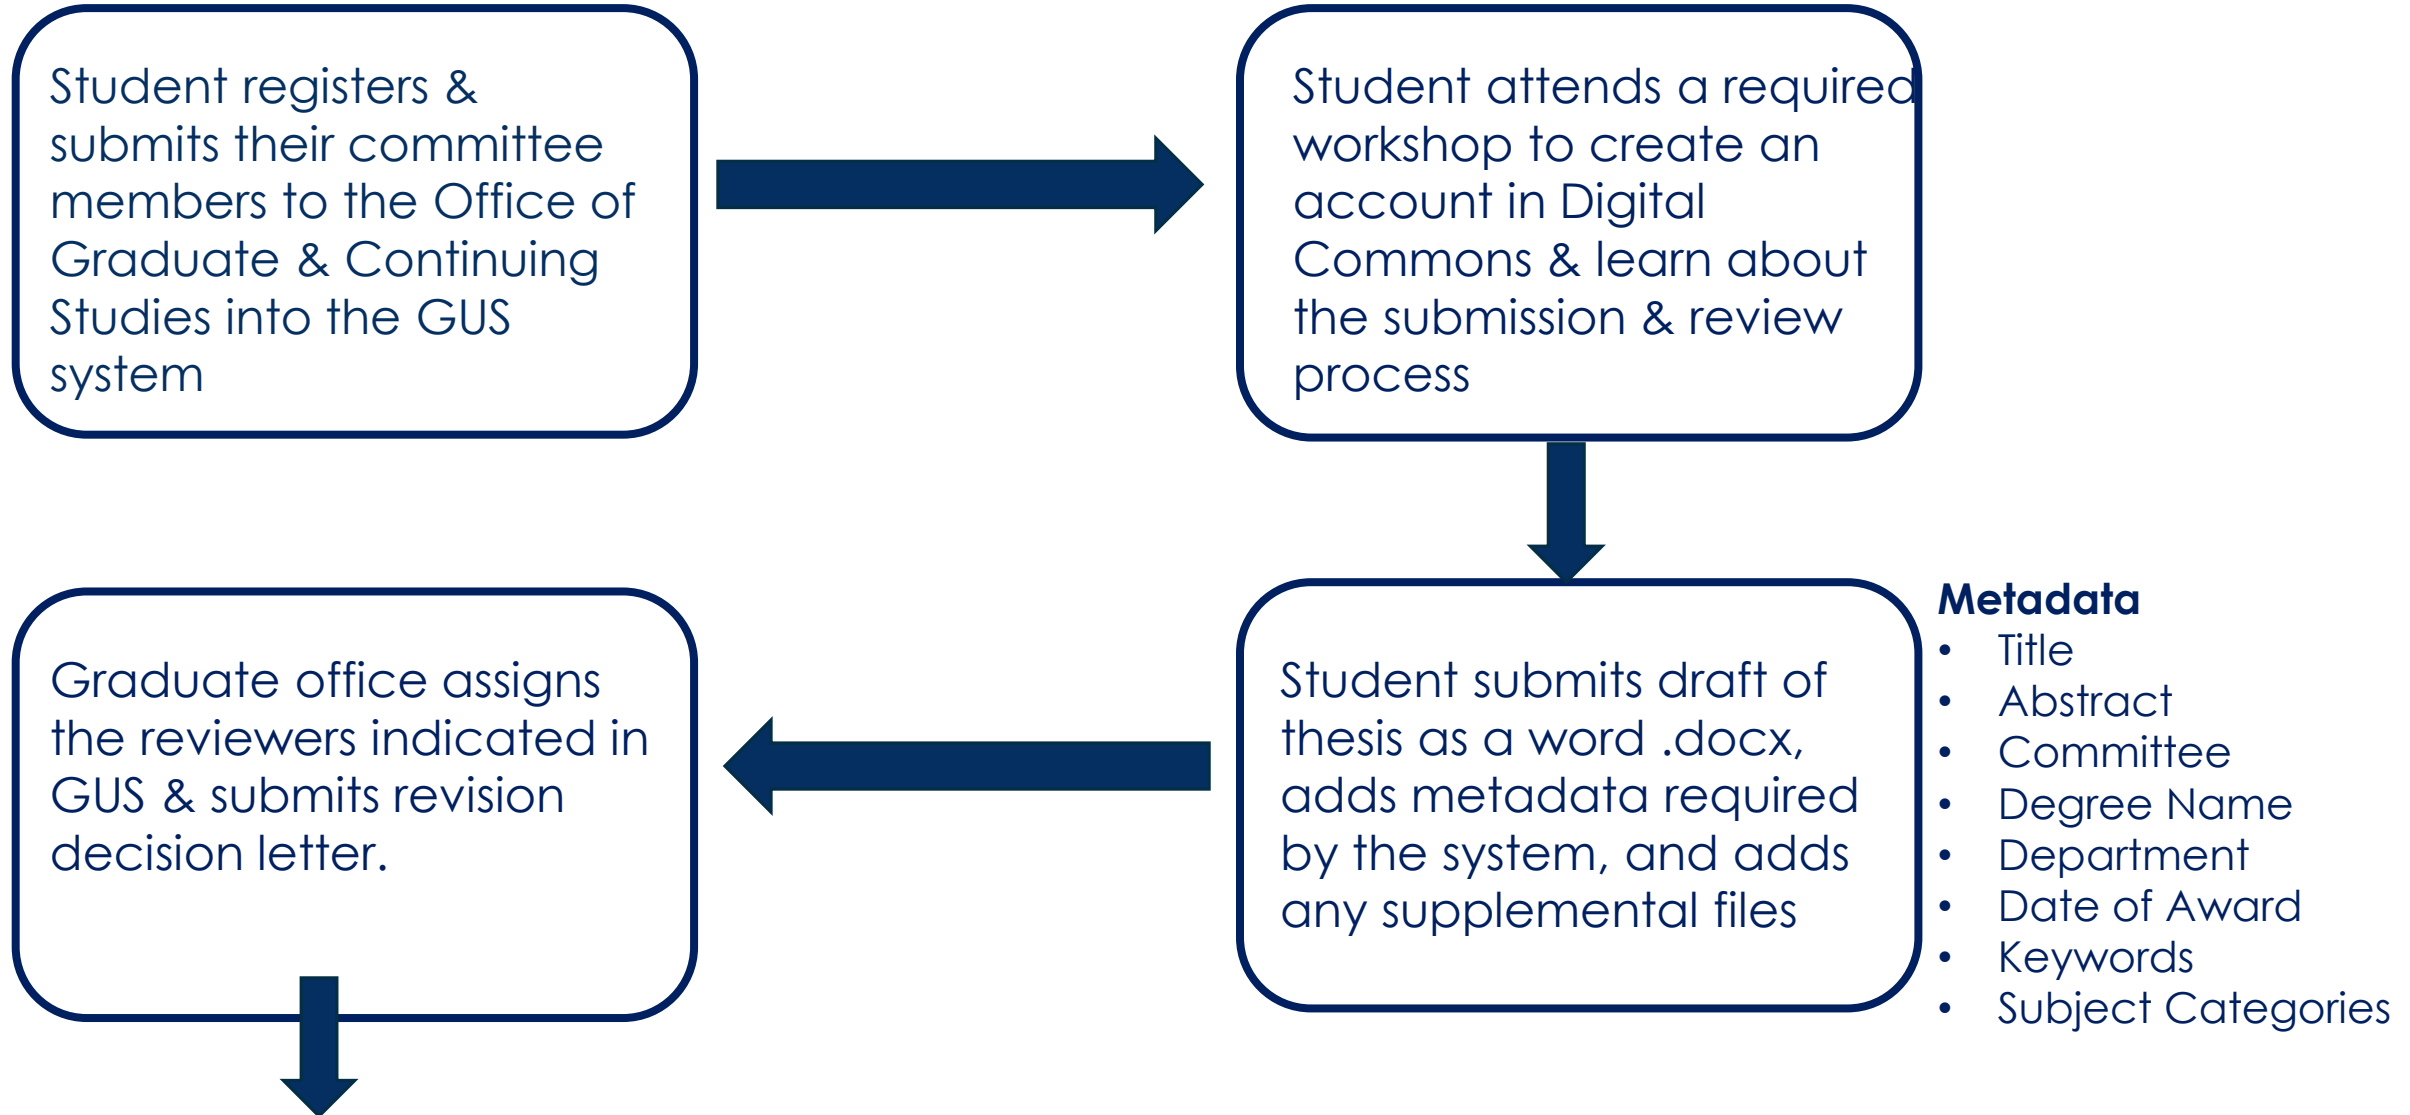 Student registers &
submits their committee
members to the Office of
Graduate & Continuing
Studies into the GUS
system
Student attends a required
workshop to create an
account in Digital
Commons & learn about
the submission & review
process
Student submits draft of
thesis as a word .docx,
adds metadata required
by the system, and adds
any supplemental files
Metadata
• Title
• Abstract
• Committee
• Degree Name
• Department
• Date of Award
• Keywords
• Subject Categories
Graduate office assigns
the reviewers indicated in
GUS & submits revision
decision letter.